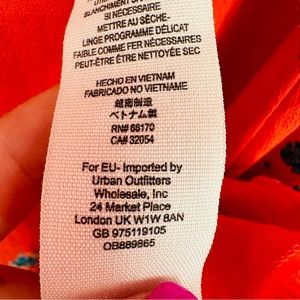 BLANCHIMENT
SI NÉCESSAIRE
METTRE AU SÈCHE-
LINGE PROGRAMME DÉLICAT
FAIBLE COMME FER NÉCESSAIRES
PEUT-ÊTRE ÊTRE NETTOYÉE SEC
HECHO EN VIETNAM
FABRICADO NO VIETNAME
越南制造
ベトナム製
RN# 66170
CA# 32054
For EU- Imported by
Urban Outfitters
Wholesale, Inc
24 Market Place
London UK W1W 8AN
GB 975119105
OB889865